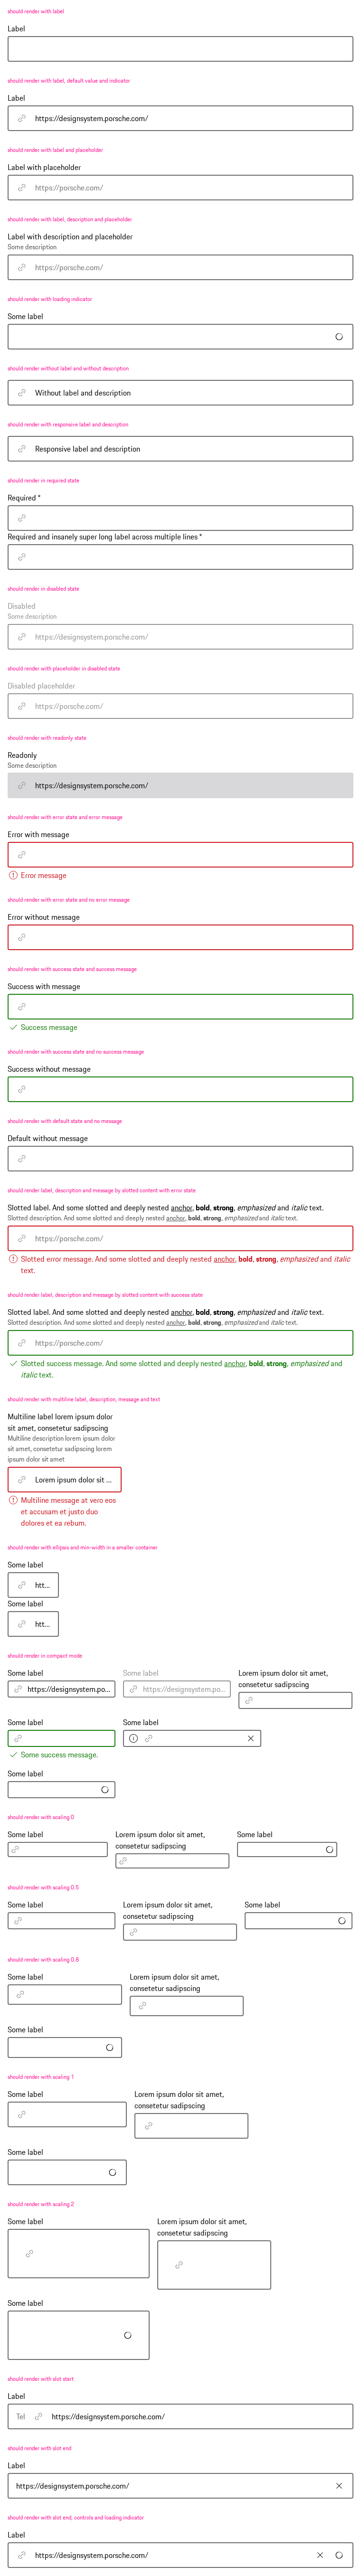 should render with label
Label
should render with label, default value and indicator
Label
https://designsystem.porsche.com/
should render with label and placeholder
Label with placeholder
https://porsche.com/
should render with label, description and placeholder
Label with description and placeholder
Some description
https://porsche.com/
should render with loading indicator
Some label
should render without label and without description
Without label and description
should render with responsive label and description
Responsive label and description
should render in required state
Required *
Required and insanely super long label across multiple lines *
should render in disabled state
Disabled
Some description
https://designsystem.porsche.com/
should render with placeholder in disabled state
Disabled placeholder
https://porsche.com/
should render with readonly state
Readonly
Some description
https://designsystem.porsche.com/
should render with error state and error message
Error with message
Error message
should render with error state and no error message
Error without message
should render with success state and success message
Success with message
Success message
should render with success state and no success message
Success without message
should render with default state and no message
Default without message
should render label, description and message by slotted content with error state
Slotted label. And some slotted and deeply nested anchor, bold, strong, emphasized and italic text.
Slotted description. And some slotted and deeply nested anchor, bold, strong, emphasized and italic text.
https://porsche.com/
Slotted error message. And some slotted and deeply nested anchor, bold, strong, emphasized and italic
text.
should render label, description and message by slotted content with success state
Slotted label. And some slotted and deeply nested anchor, bold, strong, emphasized and italic text.
Slotted description. And some slotted and deeply nested anchor, bold, strong, emphasized and italic text.
https://porsche.com/
Slotted success message. And some slotted and deeply nested anchor, bold, strong, emphasized and
italic text.
should render with multiline label, description, message and text
Multiline label lorem ipsum dolor
sit amet, consetetur sadipscing
Multiline description lorem ipsum dolor
sit amet, consetetur sadipscing lorem
ipsum dolor sit amet
Lorem ipsum dolor sit ...
Multiline message at vero eos
et accusam et justo duo
dolores et ea rebum.
should render with ellipsis and min-width in a smaller container
Some label
htt...
Some label
htt...
should render in compact mode
Some label
https://designsystem.po...
Some label
https://designsystem.po...
Lorem ipsum dolor sit amet,
consetetur sadipscing
Some label
Some success message.
Some label
Some label
should render with scaling 0
Some label
Lorem ipsum dolor sit amet,
consetetur sadipscing
Some label
should render with scaling 0.5
Some label
Lorem ipsum dolor sit amet,
consetetur sadipscing
Some label
should render with scaling 0.8
Some label
Lorem ipsum dolor sit amet,
consetetur sadipscing
Some label
should render with scaling 1
Some label
Lorem ipsum dolor sit amet,
consetetur sadipscing
Some label
should render with scaling 2
Some label
Lorem ipsum dolor sit amet,
consetetur sadipscing
Some label
should render with slot start
Label
Tel https://designsystem.porsche.com/
should render with slot end
Label
https://designsystem.porsche.com/
should render with slot end, controls and loading indicator
Label
https://designsystem.porsche.com/